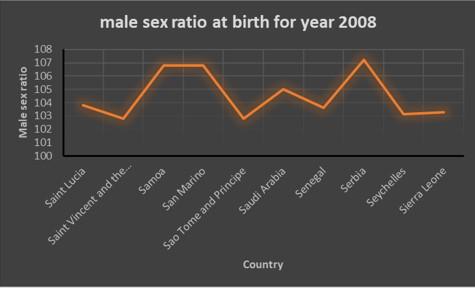 male sex ratio at birth for year 2008
Male sex ratio
108
107
106
105
104
103
102
101
100
Saint Lucia
Saint Vincent and the...
Samoa
San Marino
Sao Tome and Principe
Saudi Arabia
Senegal
Serbia
Seychelles
Sierra Leone
Country